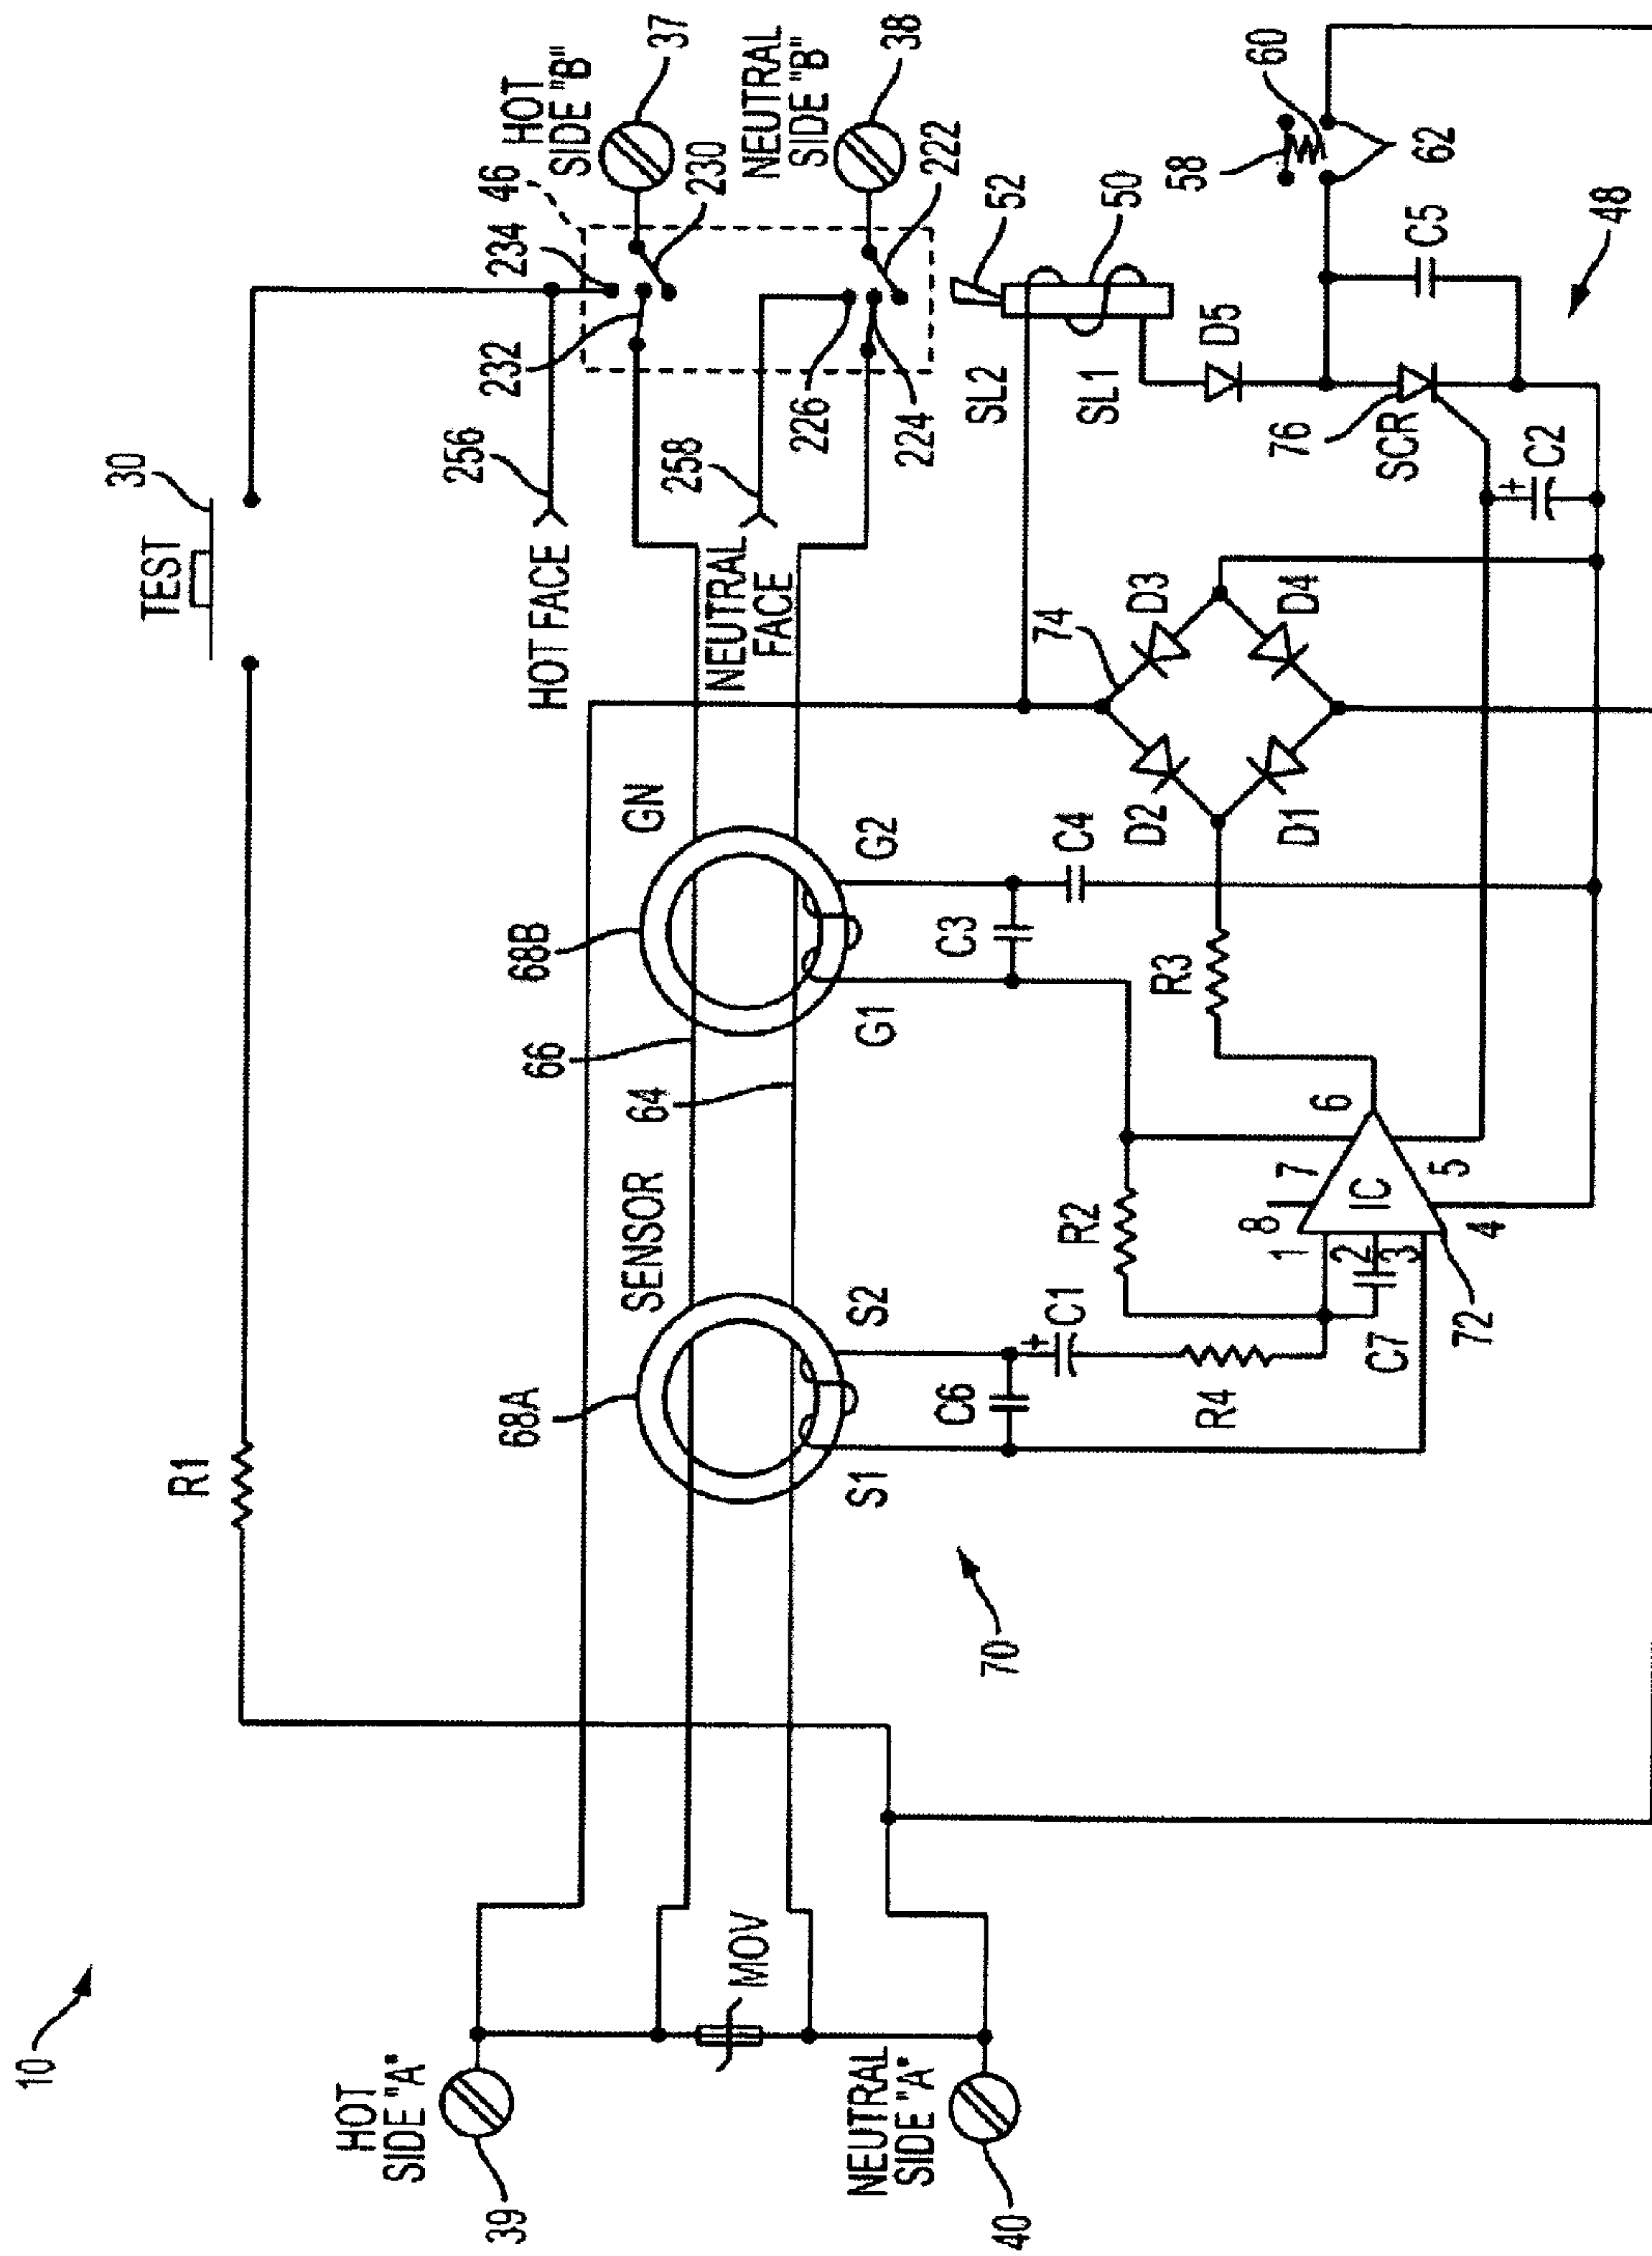 10
TEST
30
R1
HOT
SIDE "A"
39
NEUTRAL
SIDE "A"
40
MOV
70
68A
SENSOR
S1
S2
66
64
68B
GN
G1
G2
HOT FACE
256
NEUTRAL
FACE
258
232
234
46
HOT
SIDE "B"
37
230
NEUTRAL
SIDE "B"
38
222
226
224
52
50
SL2
SL1
D5
58
60
62
C5
48
76
SCR
C2
74
D3
D4
D2
D1
C3
C4
R3
R2
C6
C1
R4
C7
72
IC
1
2
3
4
5
6
7
8
+
+